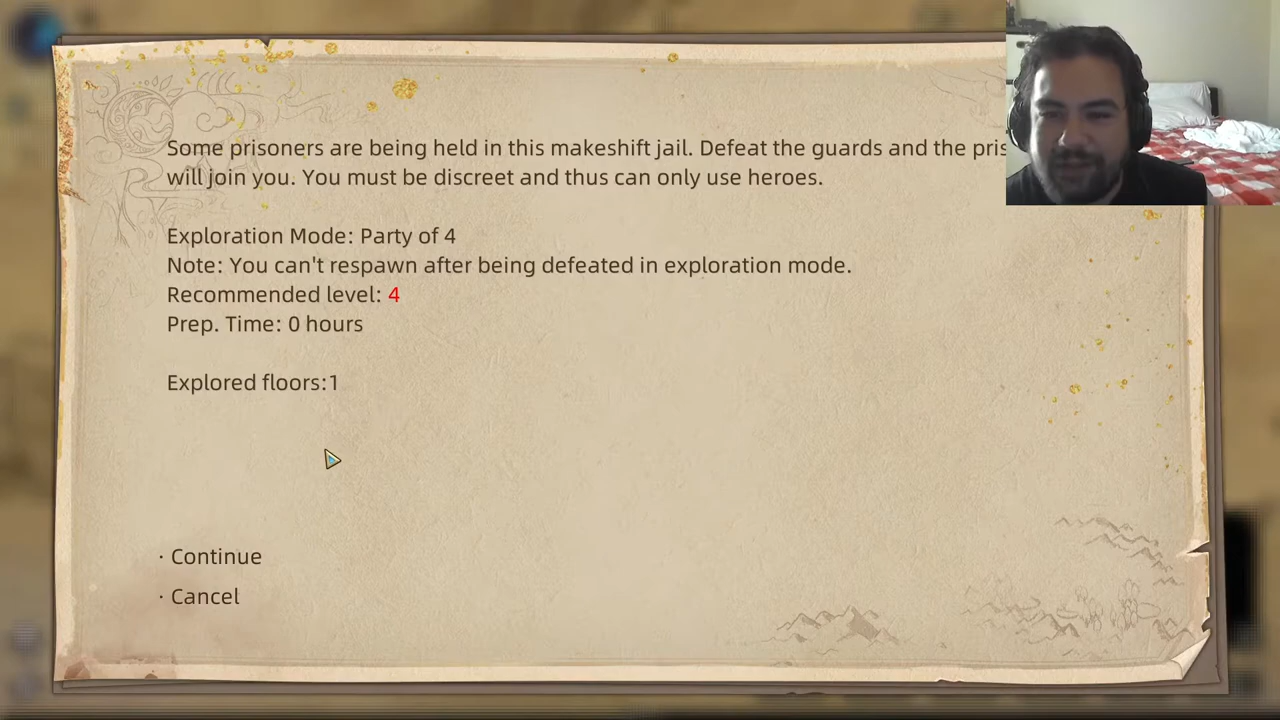 Some prisoners are being held in this makeshift jail. Defeat the guards and the
will join you. You must be discreet and thus can only use heroes.
Exploration Mode: Party of 4
Note: You can't respawn after being defeated in exploration mode.
Recommended level: 4
Prep. Time: 0 hours
Explored floors:1
· Continue
· Cancel